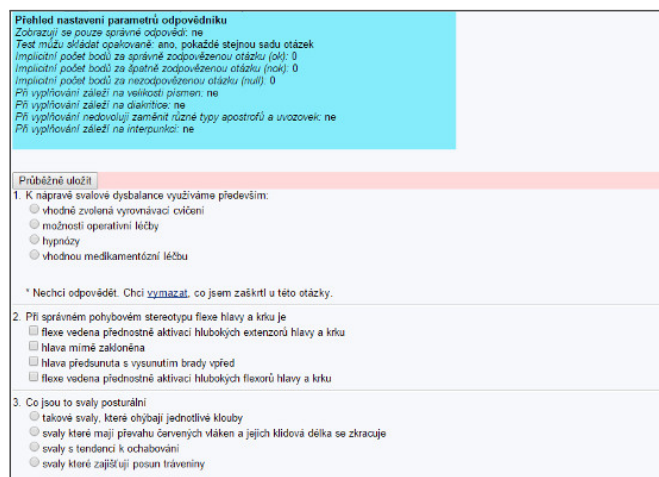 Přehled nastavení parametrů odpovědníku
Zobrazují se pouze správné odpovědi: ne
Test můžu skládat opakovaně: ano, pokaždé stejnou sadu otázek
Implicitní počet bodů za správně zodpovězenou otázku (ok): 0
Implicitní počet bodů za špatně zodpovězenou otázku (nok): 0
Implicitní počet bodů za nezodpovězenou otázku (null): 0
Při vyplňování záleží na velikosti písmen: ne
Při vyplňování záleží na diakritice: ne
Při vyplňování nedovoluji zaměnit různé typy apostrofů a uvozovek: ne
Při vyplňování záleží na interpunkci: ne
Průběžně uložit
1. K nápravě svalové dysbalance využíváme především:
vhodně zvolená vyrovnávací cvičení
možnosti operativní léčby
hypnózy
vhodnou medikamentózní léčbu
* Nechci odpovědět. Chci vymazat, co jsem zaškrtl u této otázky.
2. Při správném pohybovém stereotypu flexe hlavy a krku je
flexe vedena přednostně aktivací hlubokých extenzorů hlavy a krku
hlava mírně zakloněna
hlava předsunuta s vysunutím brady vpřed
flexe vedena přednostně aktivací hlubokých flexorů hlavy a krku
3. Co jsou to svaly posturální
takové svaly, které ohýbají jednotlivé klouby
svaly které mají převahu červených vláken a jejich klidová délka se zkracuje
svaly s tendencí k ochabování
svaly které zajišťují posun tráveniny